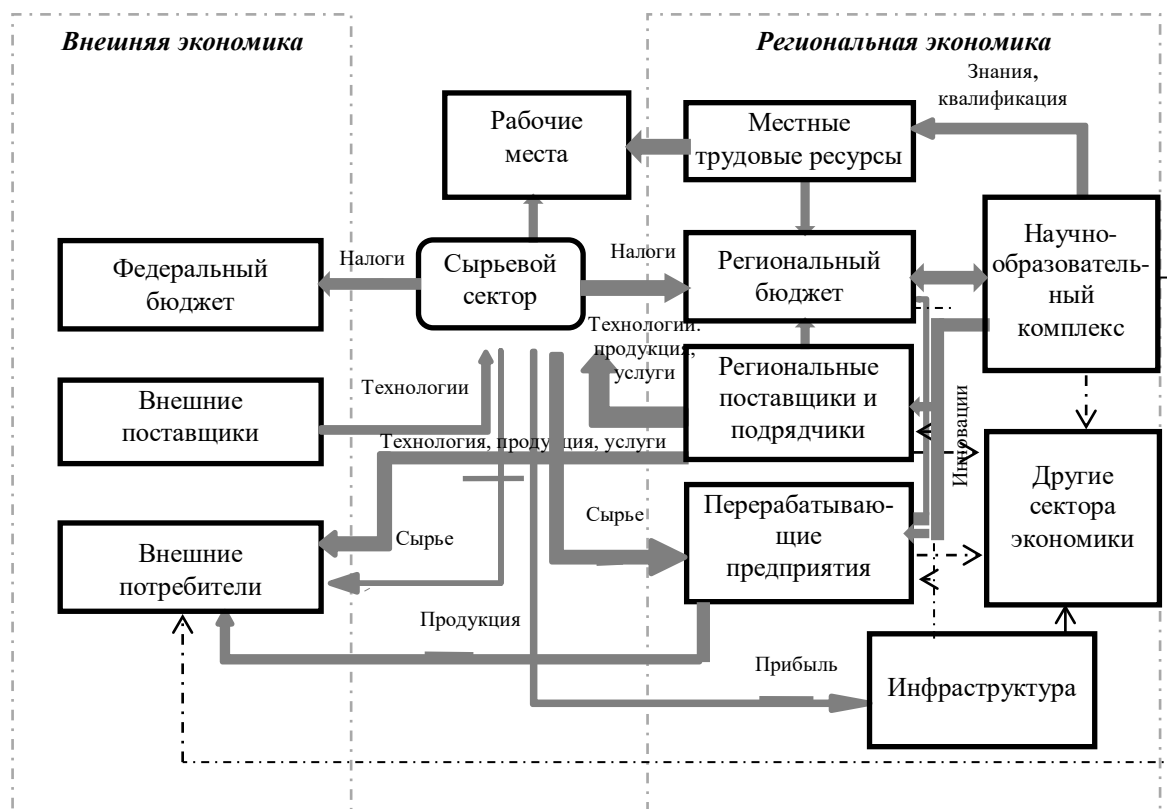 Внешняя экономика
Региональная экономика
Знания,
квалификация
Рабочие
места
Местные
трудовые ресурсы
Научно-
образователь-
ный
комплекс
Федеральный
бюджет
Налоги
Сырьевой
сектор
Налоги
Региональный
бюджет
Технологии.
продукция,
услуги
Внешние
поставщики
Технологии
Региональные
поставщики и
подрядчики
Инновации
Технология, продукция, услуги
Другие
сектора
экономики
Внешние
потребители
Сырье
Сырье
Перерабатываю-
щие
предприятия
Продукция
Прибыль
Инфраструктура